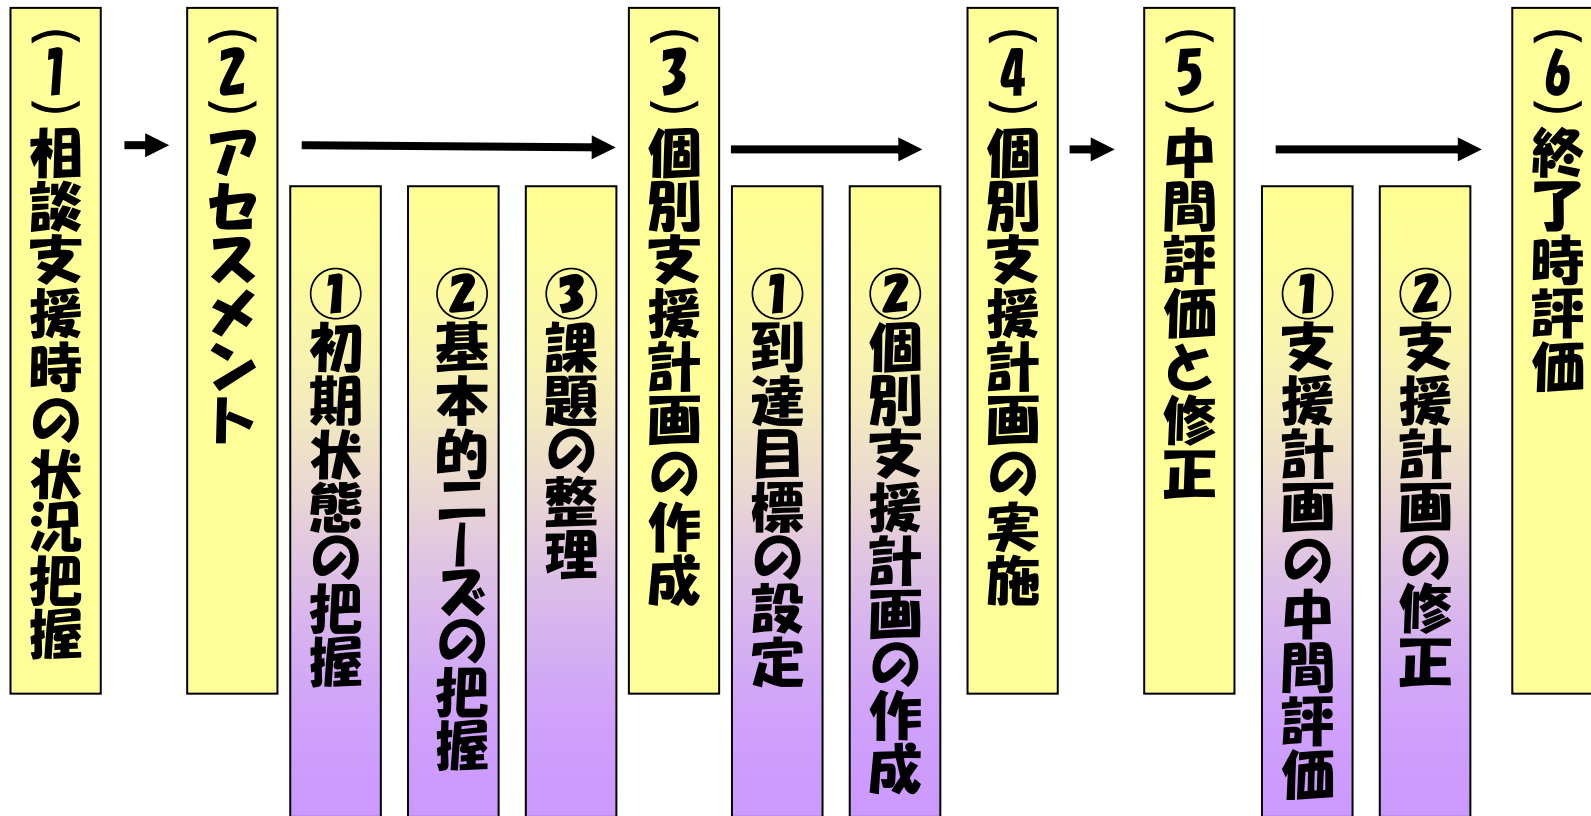 (1)相談支援時の状況把握
(2)アセスメント
①初期状態の把握
②基本的ニーズの把握
③課題の整理
(3)個別支援計画の作成
①到達目標の設定
②個別支援計画の作成
(4)個別支援計画の実施
(5)中間評価と修正
①支援計画の中間評価
②支援計画の修正
(6)終了時評価